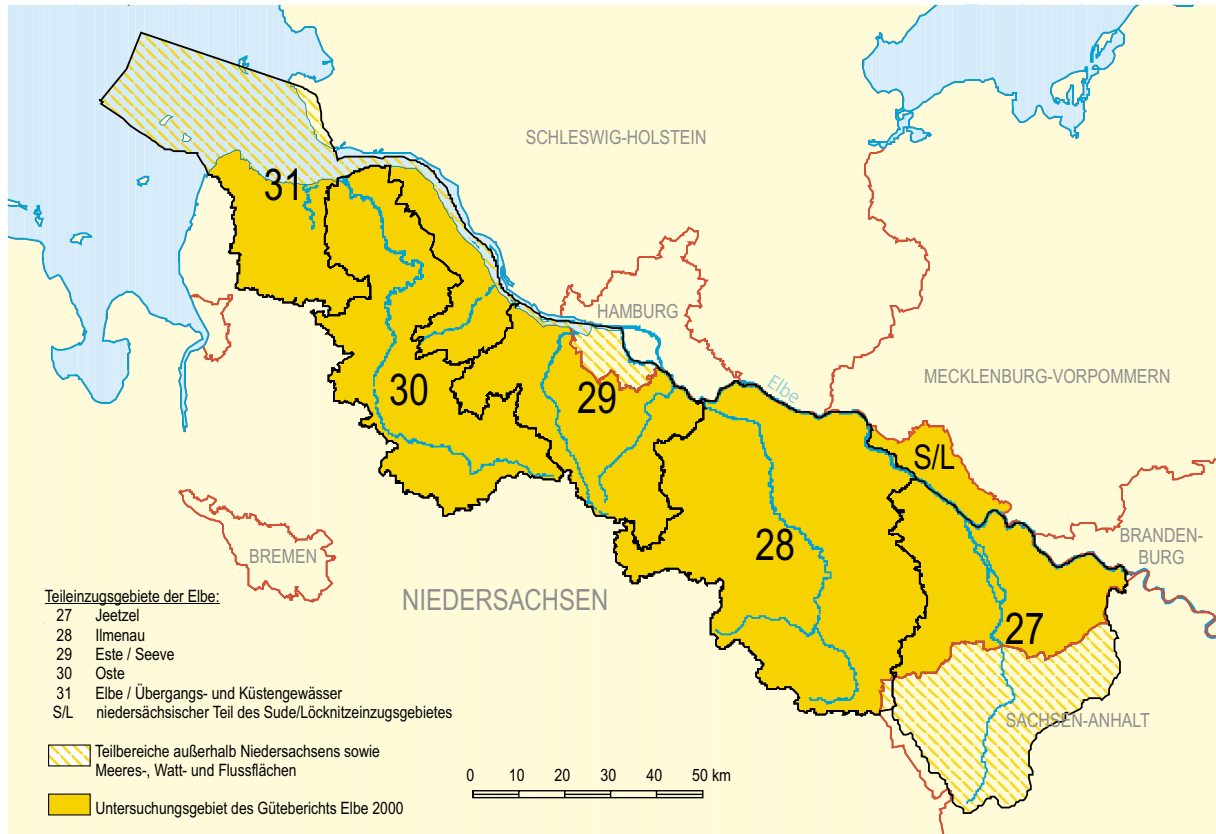 SCHLESWIG-HOLSTEIN
31
HAMBURG
MECKLENBURG-VORPOMMERN
Elbe
30
29
S/L
28
BRANDEN-
BURG
BREMEN
NIEDERSACHSEN
27
SACHSEN-ANHALT
Teileinzugsgebiete der Elbe:
27 Jeetzel
28 Ilmenau
29 Este / Seeve
30 Oste
31 Elbe / Übergangs- und Küstengewässer
S/L niedersächsischer Teil des Sude/Löcknitzeinzugsgebietes
Teilbereiche außerhalb Niedersachsens sowie
Meeres-, Watt- und Flussflächen
Untersuchungsgebiet des Güteberichts Elbe 2000
0 10 20 30 40 50 km